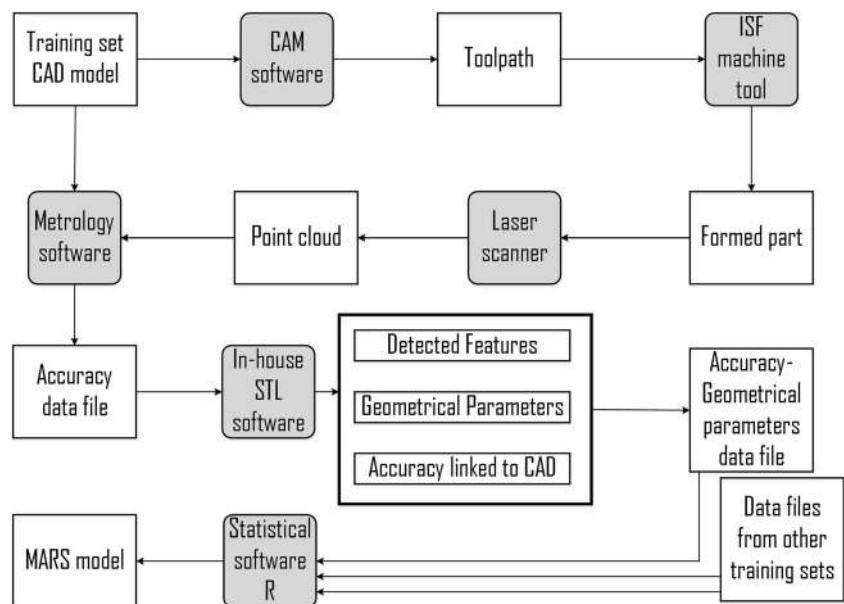 Training set
CAD model
CAM
software
Toolpath
ISF
machine
tool
Metrology
software
Point cloud
Laser
scanner
Formed part
Accuracy
data file
In-house
STL
software
Detected Features
Geometrical Parameters
Accuracy linked to CAD
Accuracy-
Geometrical
parameters
data file
MARS model
Statistical
software
R
Data files
from other
training sets